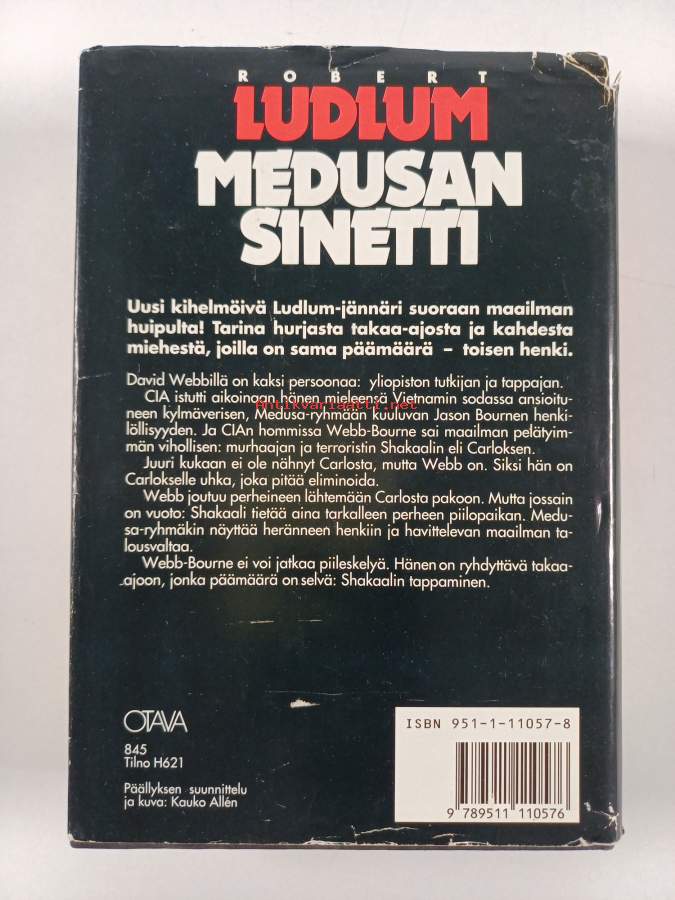 ROBERT
LUDLUM
MEDUSAN
SINETTI
Uusi kihelmöivä Ludlum-jännäri suoraan maailman
huipulta! Tarina hurjasta takaa-ajosta ja kahdesta
miehestä, joilla on sama päämäärä – toisen henki.
David Webbillä on kaksi persoonaa: yliopiston tutkijan ja tappajan.
CIA istutti aikoinaan hänen mieleensä Vietnamin sodassa ansioitu-
neen kylmäverisen, Medusa-ryhmään kuuluvan Jason Bournen henki-
Antikvariaatti.net
löllisyyden. Ja CIAn hommissa Webb-Bourne sai maailman pelätyim-
män vihollisen: murhaajan ja terroristin Shakaalin eli Carloksen.
Juuri kukaan ei ole nähnyt Carlosta, mutta Webb on. Siksi hän on
Carlokselle uhka, joka pitää eliminoida.
Webb joutuu perheineen lähtemään Carlosta pakoon. Mutta jossain
on vuoto: Shakaali tietää aina tarkalleen perheen piilopaikan. Medu-
sa-ryhmäkin näyttää heränneen henkiin ja havittelevan maailman ta-
lousvaltaa.
Webb-Bourne ei voi jatkaa piileskelyä. Hänen on ryhdyttävä takaa-
ajoon, jonka päämäärä on selvä: Shakaalin tappaminen.
OTAVA
845
Tilno H621
Päällyksen suunnittelu
ja kuva: Kauko Allén
ISBN 951-1-11057-8
9 789511 110576